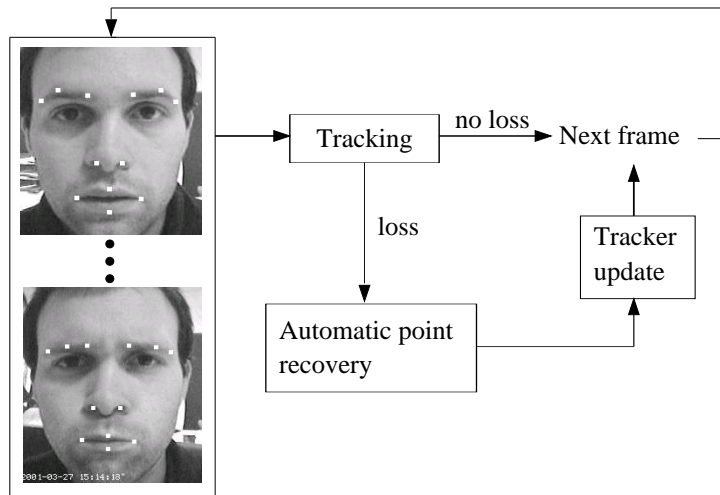 Tracking
no loss
Next frame
loss
Tracker
update
Automatic point
recovery
2001-03-27 15:14:18"